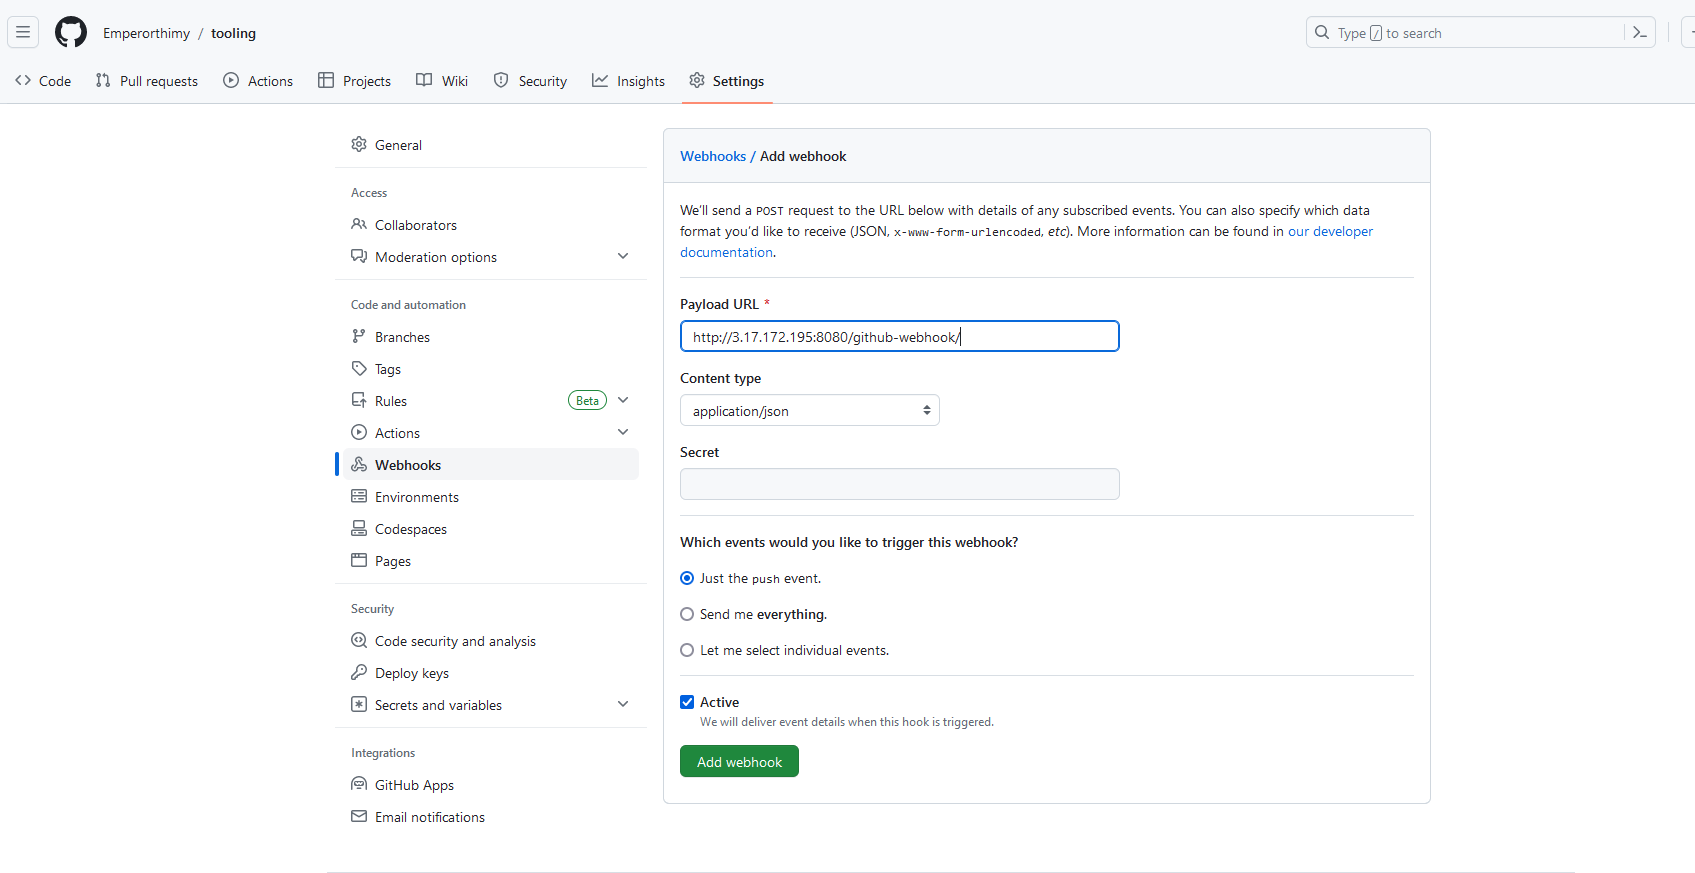 Emperorthimy / tooling
Type / to search
Code
Pull requests
Actions
Projects
Wiki
Security
Insights
Settings
General
Access
Collaborators
Moderation options
Code and automation
Branches
Tags
Rules Beta
Actions
Webhooks
Environments
Codespaces
Pages
Security
Code security and analysis
Deploy keys
Secrets and variables
Integrations
GitHub Apps
Email notifications
Webhooks / Add webhook
We'll send a POST request to the URL below with details of any subscribed events. You can also specify which data
format you'd like to receive (JSON, x-www-form-urlencoded, etc). More information can be found in our developer
documentation.
Payload URL *
http://3.17.172.195:8080/github-webhook/
Content type
application/json
Secret
Which events would you like to trigger this webhook?
Just the push event.
Send me everything.
Let me select individual events.
Active
We will deliver event details when this hook is triggered.
Add webhook